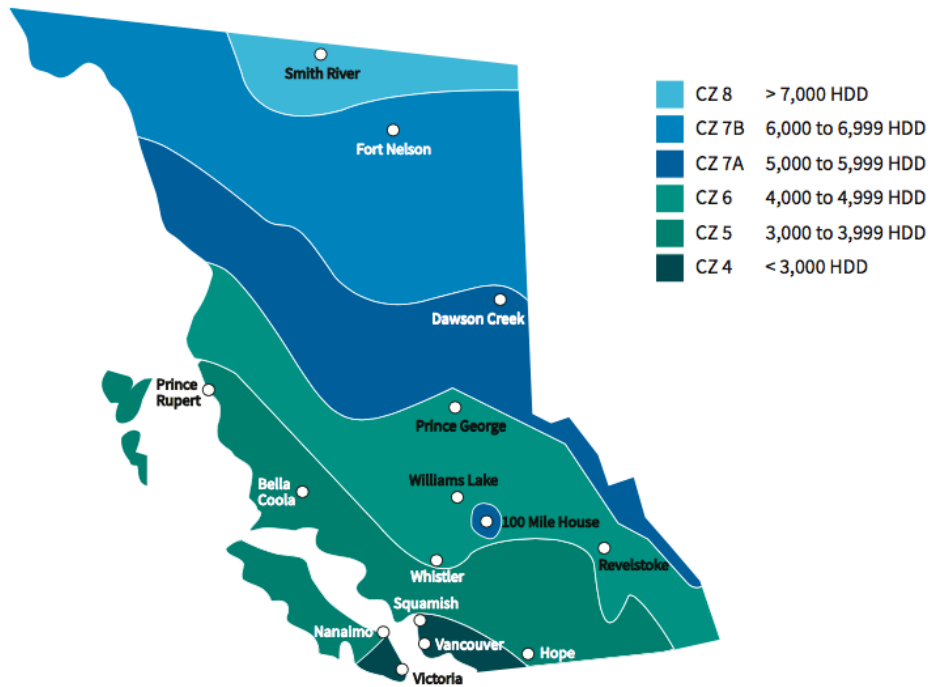 Smith River
Fort Nelson
Dawson Creek
Prince
Rupert
Prince George
Bella
Coola
Williams Lake
100 Mile House
Whistler
Revelstoke
Squamish
Nanaimo
Vancouver
Hope
Victoria
CZ 8 > 7,000 HDD
CZ 7B 6,000 to 6,999 HDD
CZ 7A 5,000 to 5,999 HDD
CZ 6 4,000 to 4,999 HDD
CZ 5 3,000 to 3,999 HDD
CZ 4 < 3,000 HDD